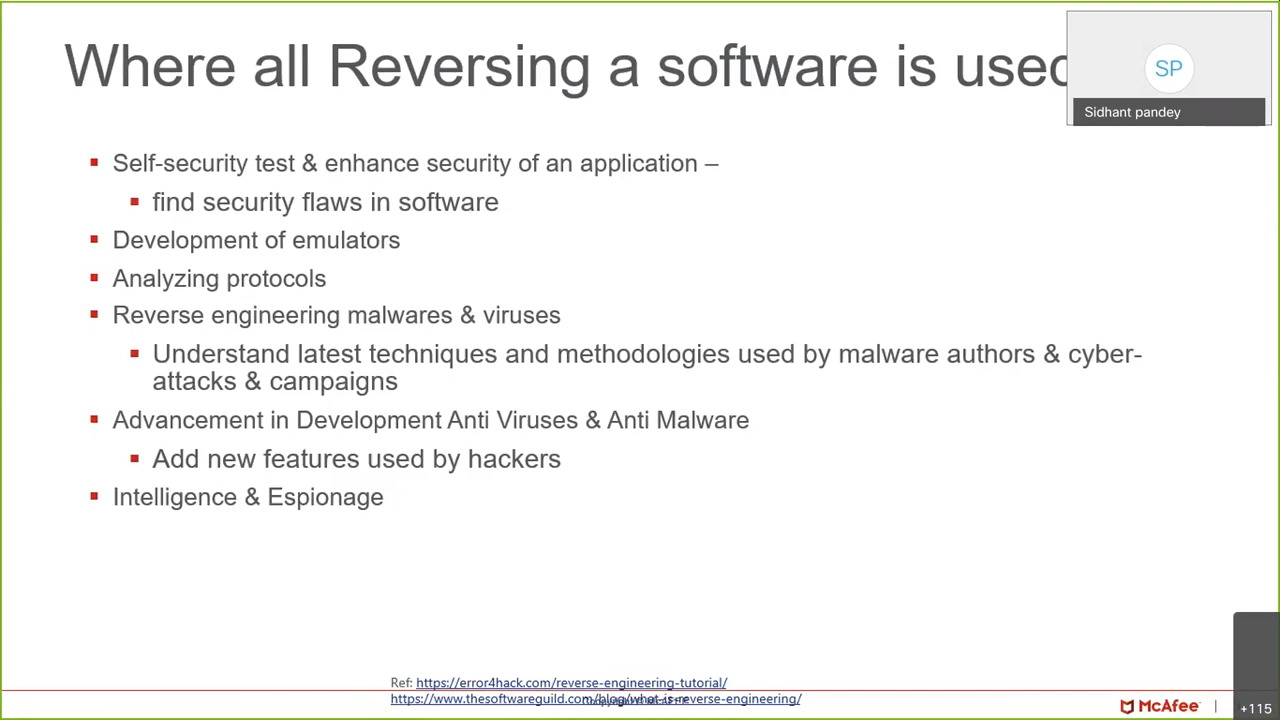 Where all Reversing a software is used
SP
Sidhant pandey
Self-security test & enhance security of an application –
find security flaws in software
Development of emulators
Analyzing protocols
Reverse engineering malwares & viruses
Understand latest techniques and methodologies used by malware authors & cyber-
attacks & campaigns
Advancement in Development Anti Viruses & Anti Malware
Add new features used by hackers
Intelligence & Espionage
Ref: https://error4hack.com/reverse-engineering-tutorial/
https://www.thesoftwareguild.com/blog/what-is-reverse-engineering/
McAfee
+115